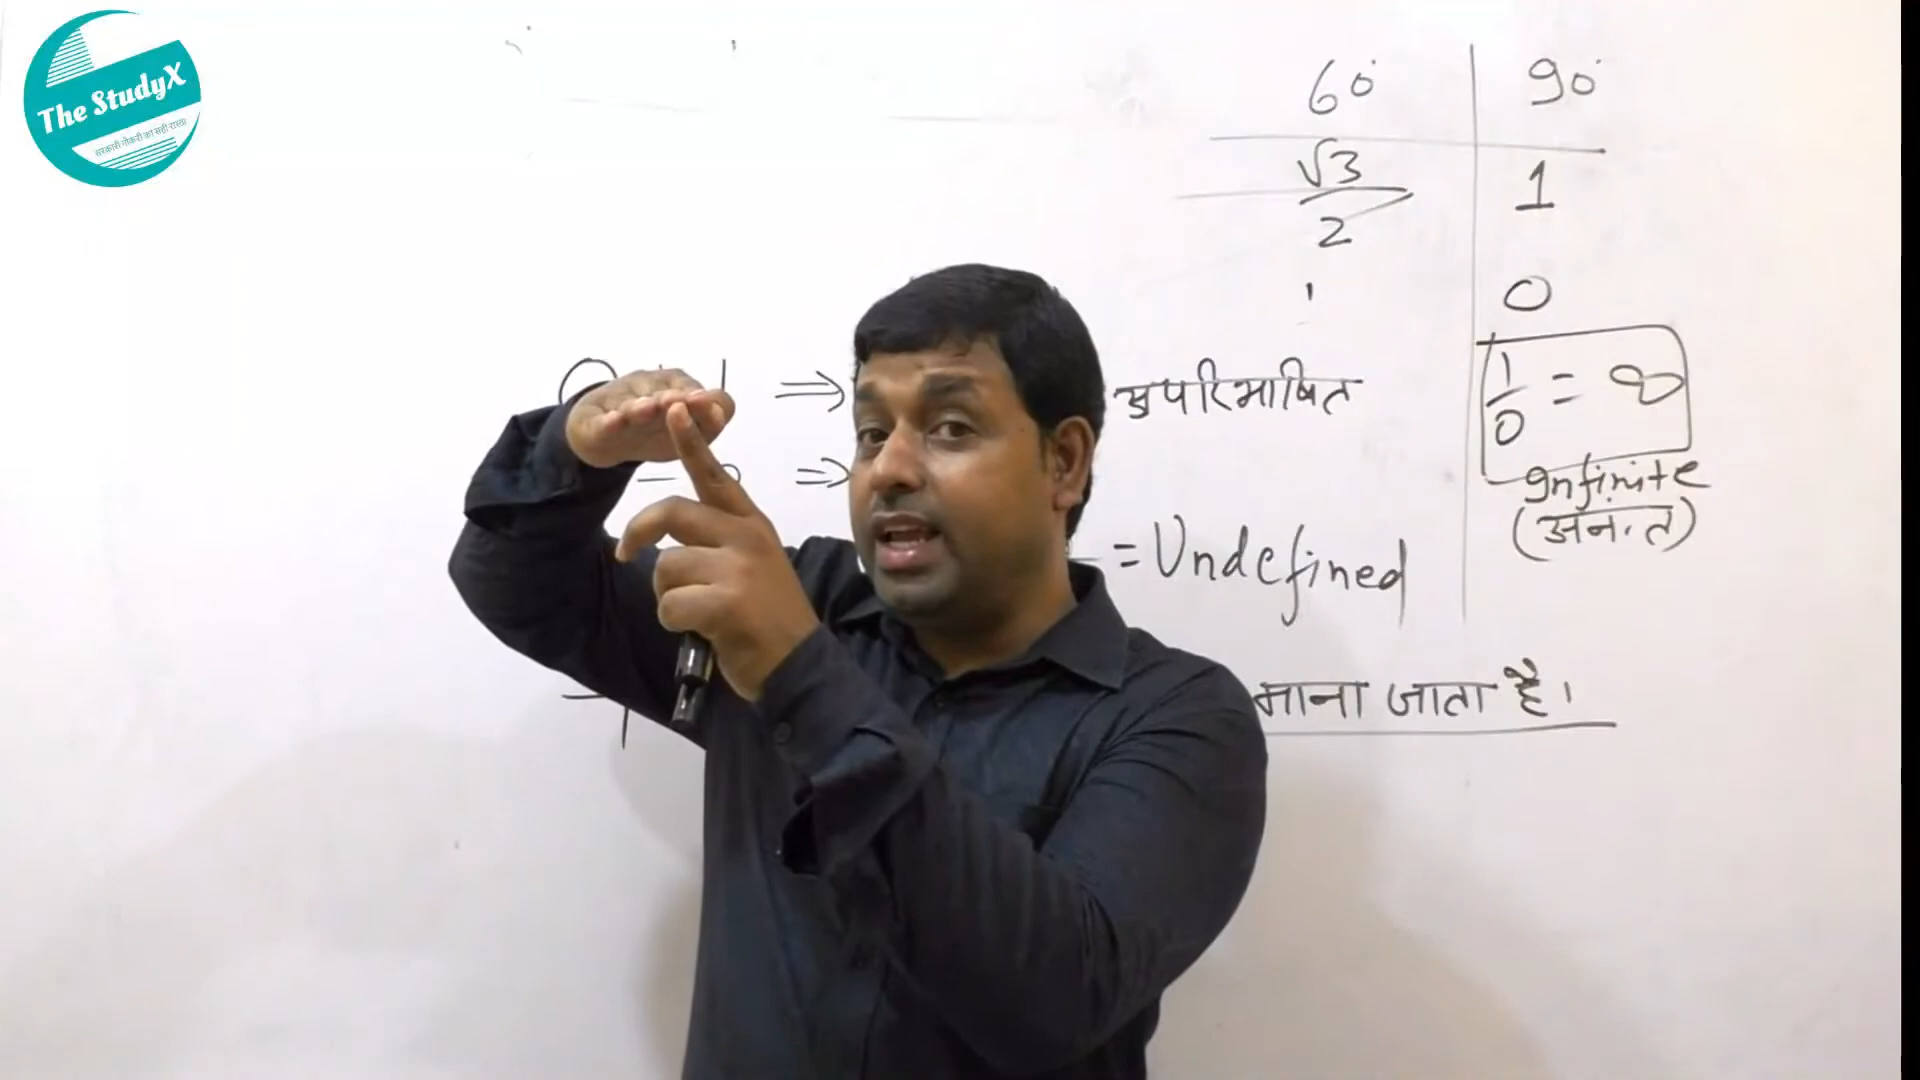 The StudyX
सरकारी नौकरी का सही रास्ता
60° 90°
√3/2 1
0
⇒ अपरिभाषित
1/0 = ∞
⇒
Infinite
(अनंत)
= Undefined
माना जाता है।